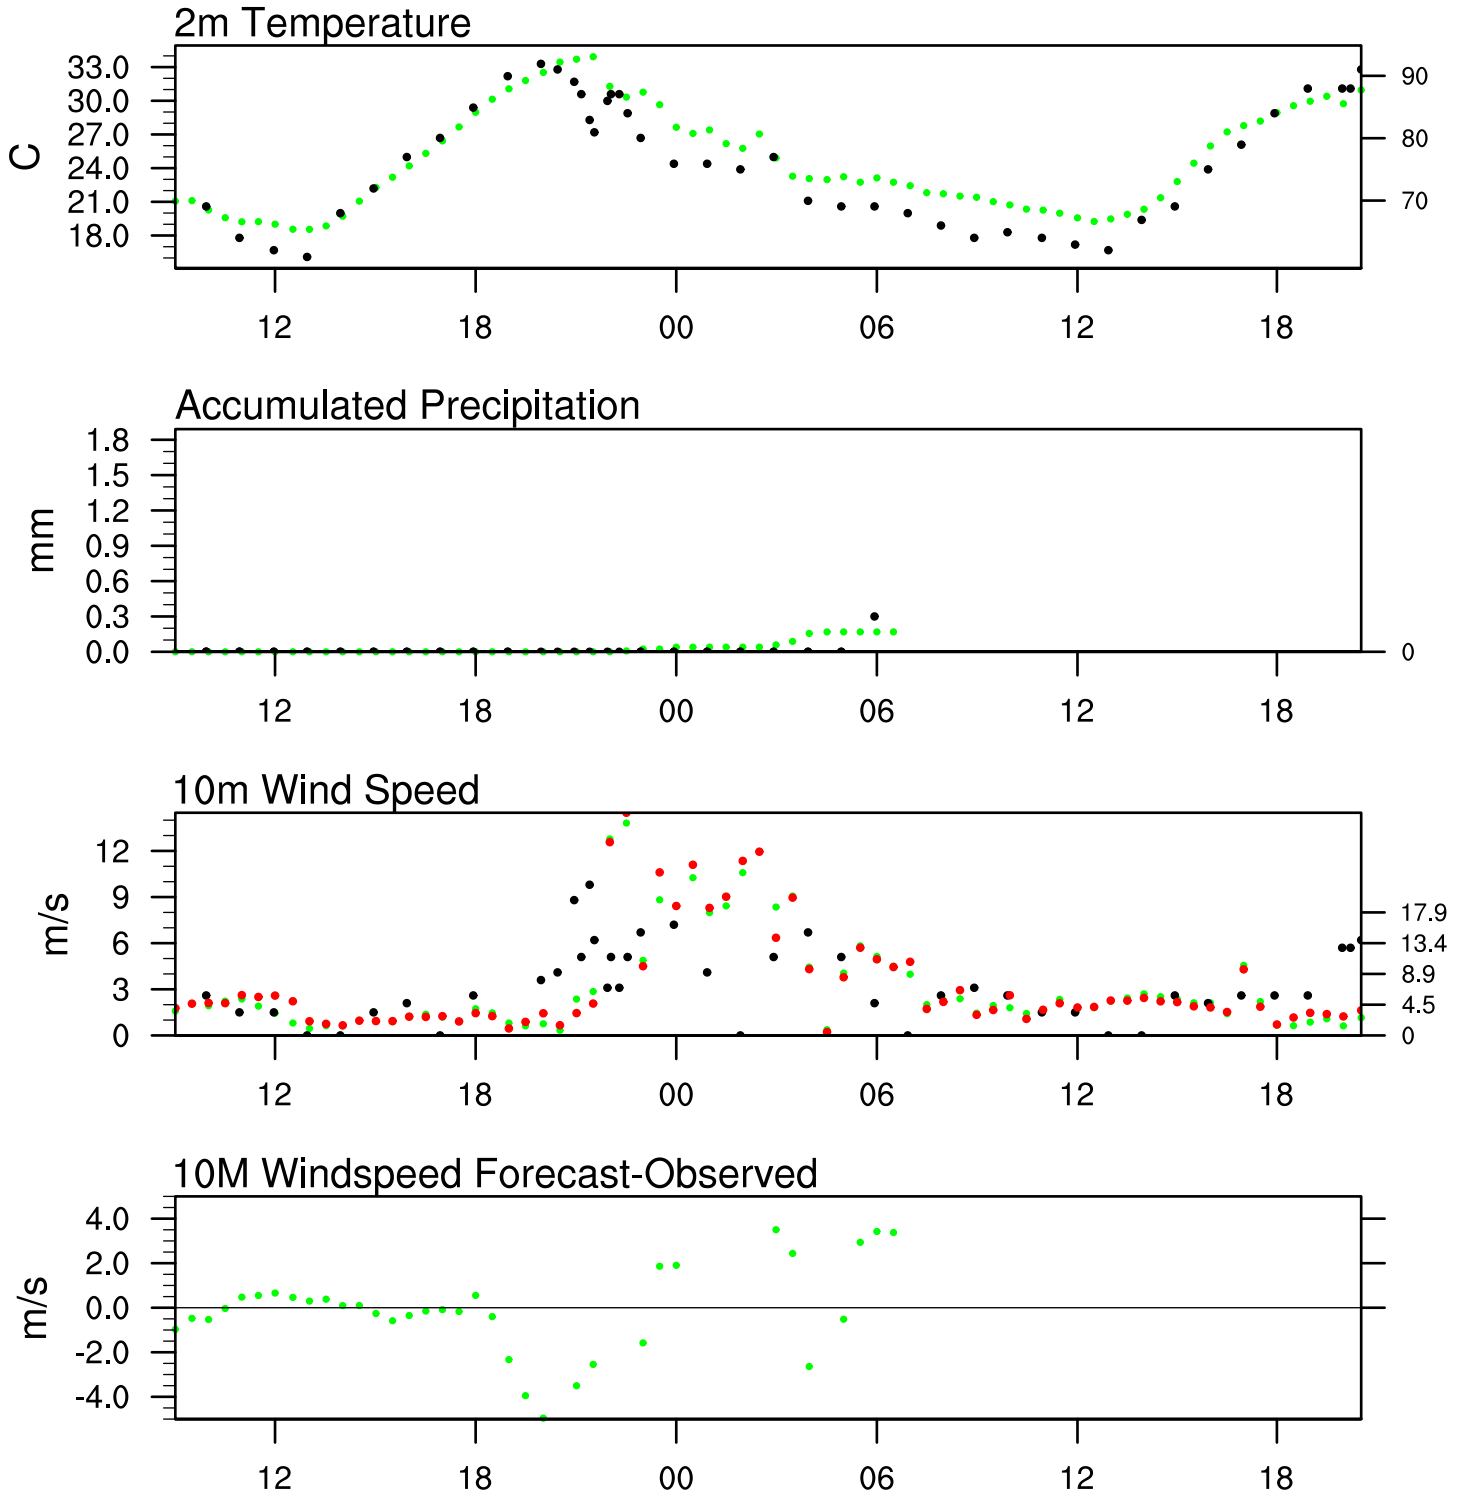 2m Temperature
33.0
30.0
27.0
24.0
21.0
18.0
C
90
80
70
12 18 00 06 12 18
Accumulated Precipitation
1.8
1.5
1.2
0.9
0.6
0.3
0.0
mm
0
12 18 00 06 12 18
10m Wind Speed
12
9
6
3
0
m/s
17.9
13.4
8.9
4.5
0
12 18 00 06 12 18
10M Windspeed Forecast-Observed
4.0
2.0
0.0
-2.0
-4.0
m/s
12 18 00 06 12 18